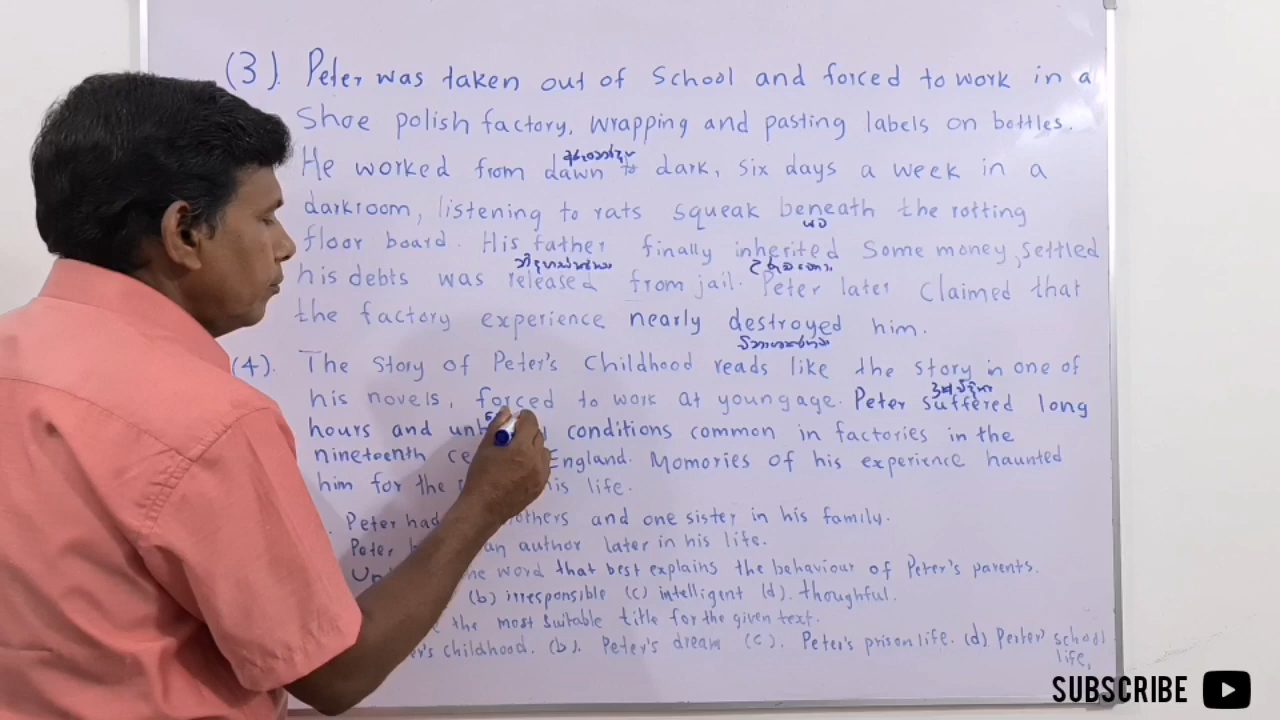 (3). Peter was taken out of School and forced to work in a
Shoe polish factory, wrapping and pasting labels on bottles.
He worked from dawn to dark, six days a week in a
darkroom, listening to rats squeak beneath the rotting
floor board. His father finally inherited Some money, settled
his debts was released from jail. Peter later Claimed that
the factory experience nearly destroyed him.
(4). The Story of Peter's Childhood reads like the story in one of
his novels, forced to work at young age. Peter suffered long
hours and conditions common in factories in the
nineteenth England. Momories of his experience haunted
him for the life.
Peter had and one sister in his family.
Peter an author later in his life.
word that best explains the behaviour of Peter's parents.
(b) irresponsible (c) intelligent (d). thoughful.
the most suitable title for the given text.
childhood. (b). Peter's dream (c). Peter's prison life. (d) school
life,
SUBSCRIBE